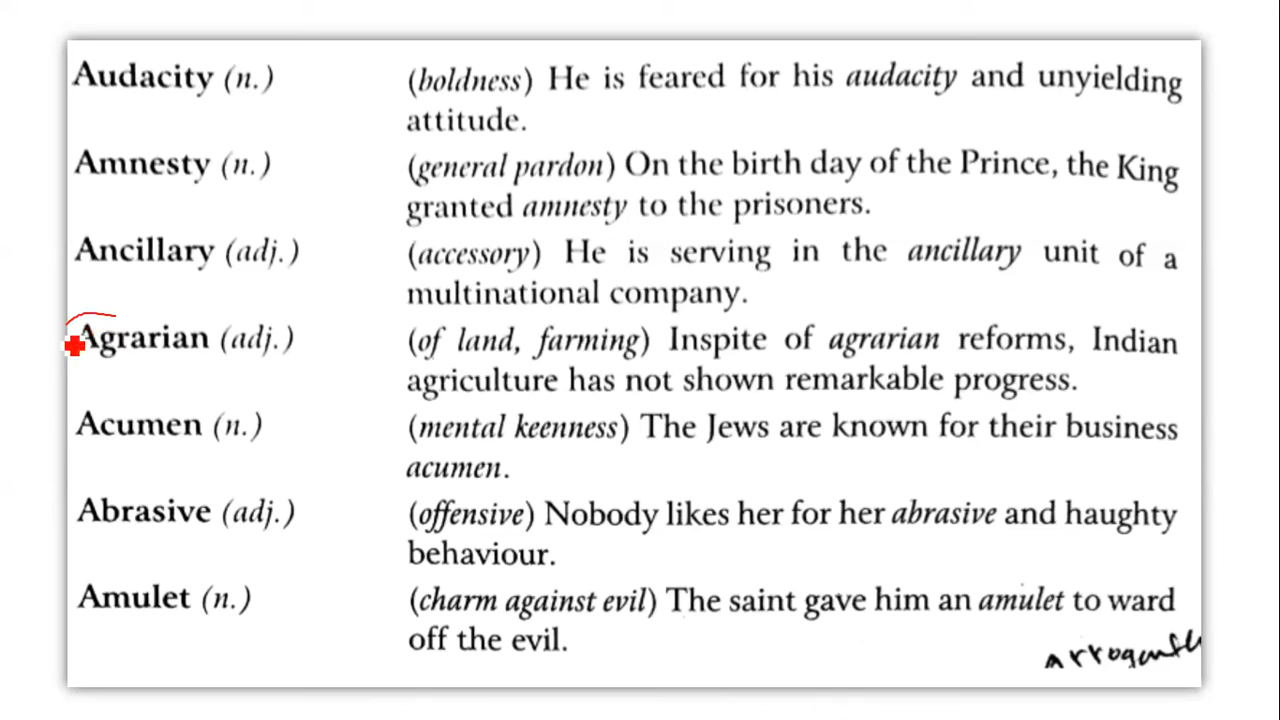 Audacity (n.) (boldness) He is feared for his audacity and unyielding
attitude.
Amnesty (n.) (general pardon) On the birth day of the Prince, the King
granted amnesty to the prisoners.
Ancillary (adj.) (accessory) He is serving in the ancillary unit of a
multinational company.
Agrarian (adj.) (of land, farming) Inspite of agrarian reforms, Indian
agriculture has not shown remarkable progress.
Acumen (n.) (mental keenness) The Jews are known for their business
acumen.
Abrasive (adj.) (offensive) Nobody likes her for her abrasive and haughty
behaviour.
Amulet (n.) (charm against evil) The saint gave him an amulet to ward
off the evil.